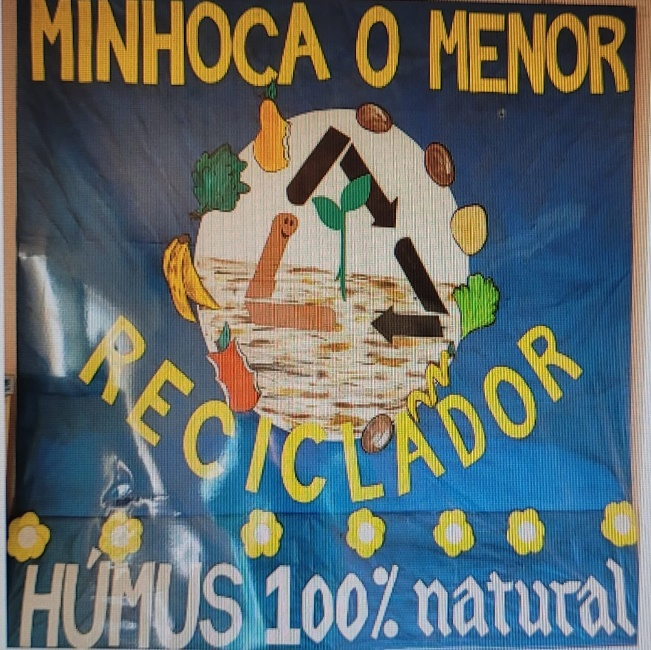 MINHOCA O MENOR
RECICLADOR
HÚMUS 100% natural